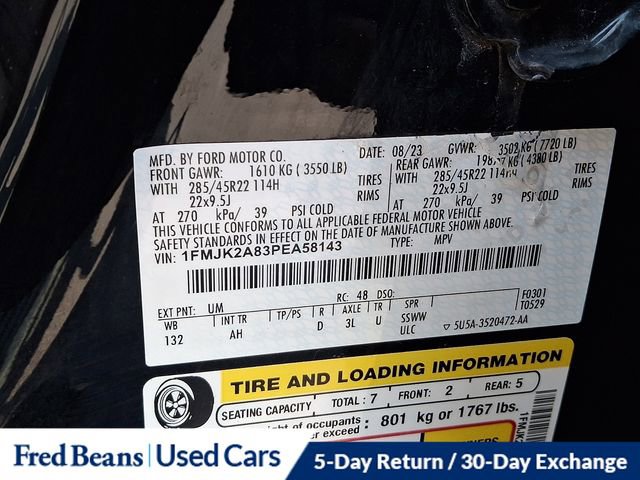 MFD. BY FORD MOTOR CO.
DATE: 08/23 GVWR: 3502 KG ( 7720 LB)
FRONT GAWR: 1610 KG ( 3550 LB)
REAR GAWR: KG ( 4380 LB)
WITH 285/45R22 114H TIRES
WITH 285/45R22 114H TIRES
22x9.5J RIMS
22x9.5J RIMS
AT 270 kPa/ 39 PSI COLD
AT 270 kPa/ 39 PSI COLD
THIS VEHICLE CONFORMS TO ALL APPLICABLE FEDERAL MOTOR VEHICLE
SAFETY STANDARDS IN EFFECT ON THE DATE OF MANUFACTURE SHOWN ABOVE.
VIN: 1FMJK2A83PEA58143 TYPE: MPV
EXT PNT: UM RC: 48 DSO: F0301
WB INT TR TP/PS R AXLE TR SPR T0529
132 AH D 3L U SSWW
ULC ▽ 5U5A-3520472-AA
TIRE AND LOADING INFORMATION
SEATING CAPACITY TOTAL : 7 FRONT: 2 REAR: 5
of occupants
exceed : 801 kg or 1767 lbs.
Fred Beans Used Cars 5-Day Return / 30-Day Exchange